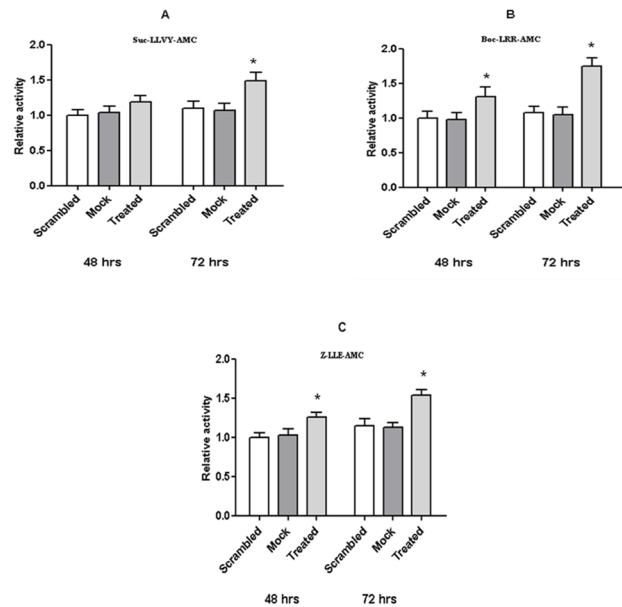 A
Suc-LLVY-AMC
Relative activity
2.0
1.5
1.0
0.5
0.0
*
Scrambled Mock Treated Scrambled Mock Treated
48 hrs 72 hrs
B
Boc-LRR-AMC
Relative activity
2.0
1.5
1.0
0.5
0.0
* *
Scrambled Mock Treated Scrambled Mock Treated
48 hrs 72 hrs
C
Z-LLE-AMC
Relative activity
2.0
1.5
1.0
0.5
0.0
* *
Scrambled Mock Treated Scrambled Mock Treated
48 hrs 72 hrs